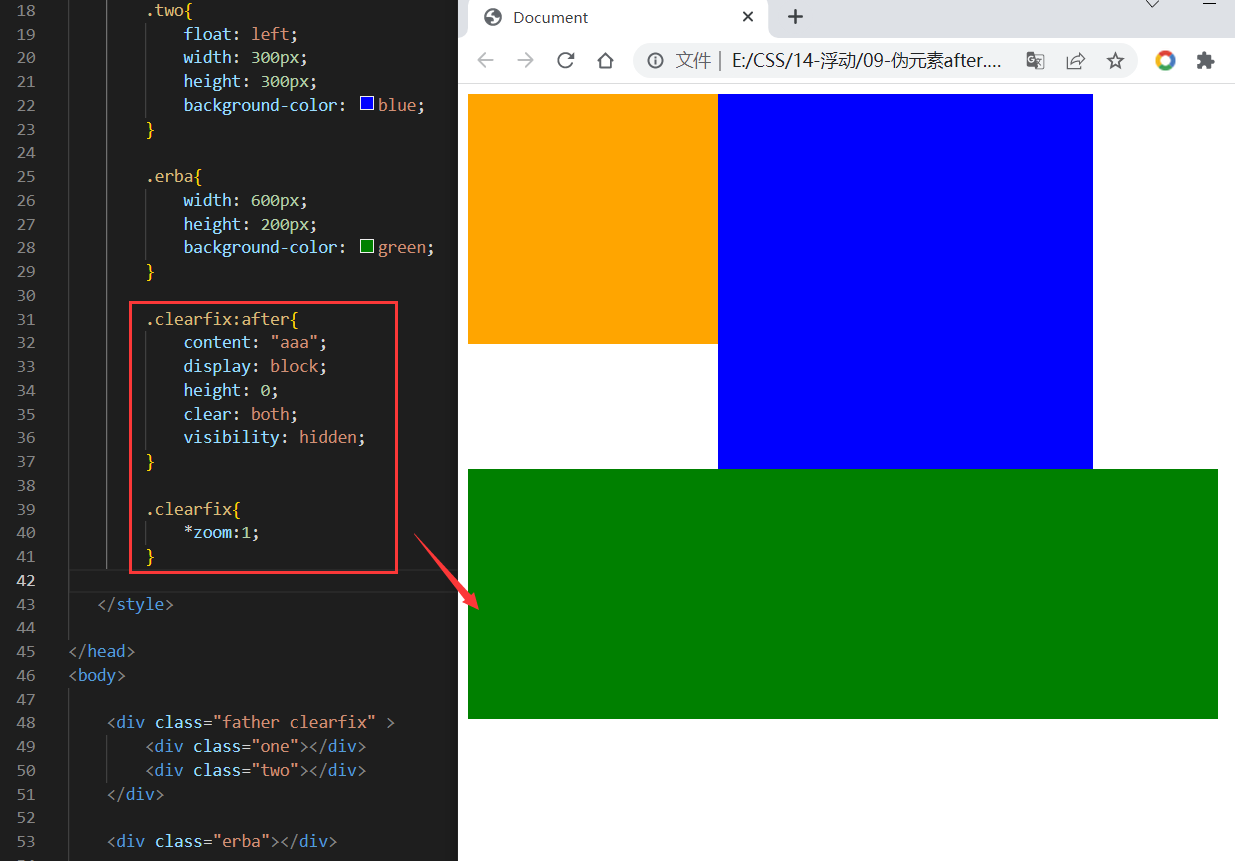 18 .two{
19 float: left;
20 width: 300px;
21 height: 300px;
22 background-color: blue;
23 }
24
25 .erba{
26 width: 600px;
27 height: 200px;
28 background-color: green;
29 }
30
31 .clearfix:after{
32 content: "aaa";
33 display: block;
34 height: 0;
35 clear: both;
36 visibility: hidden;
37 }
38
39 .clearfix{
40 *zoom:1;
41 }
42
43 </style>
44
45 </head>
46 <body>
47
48 <div class="father clearfix" >
49 <div class="one"></div>
50 <div class="two"></div>
51 </div>
52
53 <div class="erba"></div>
Document
文件 | E:/CSS/14-浮动/09-伪元素after....